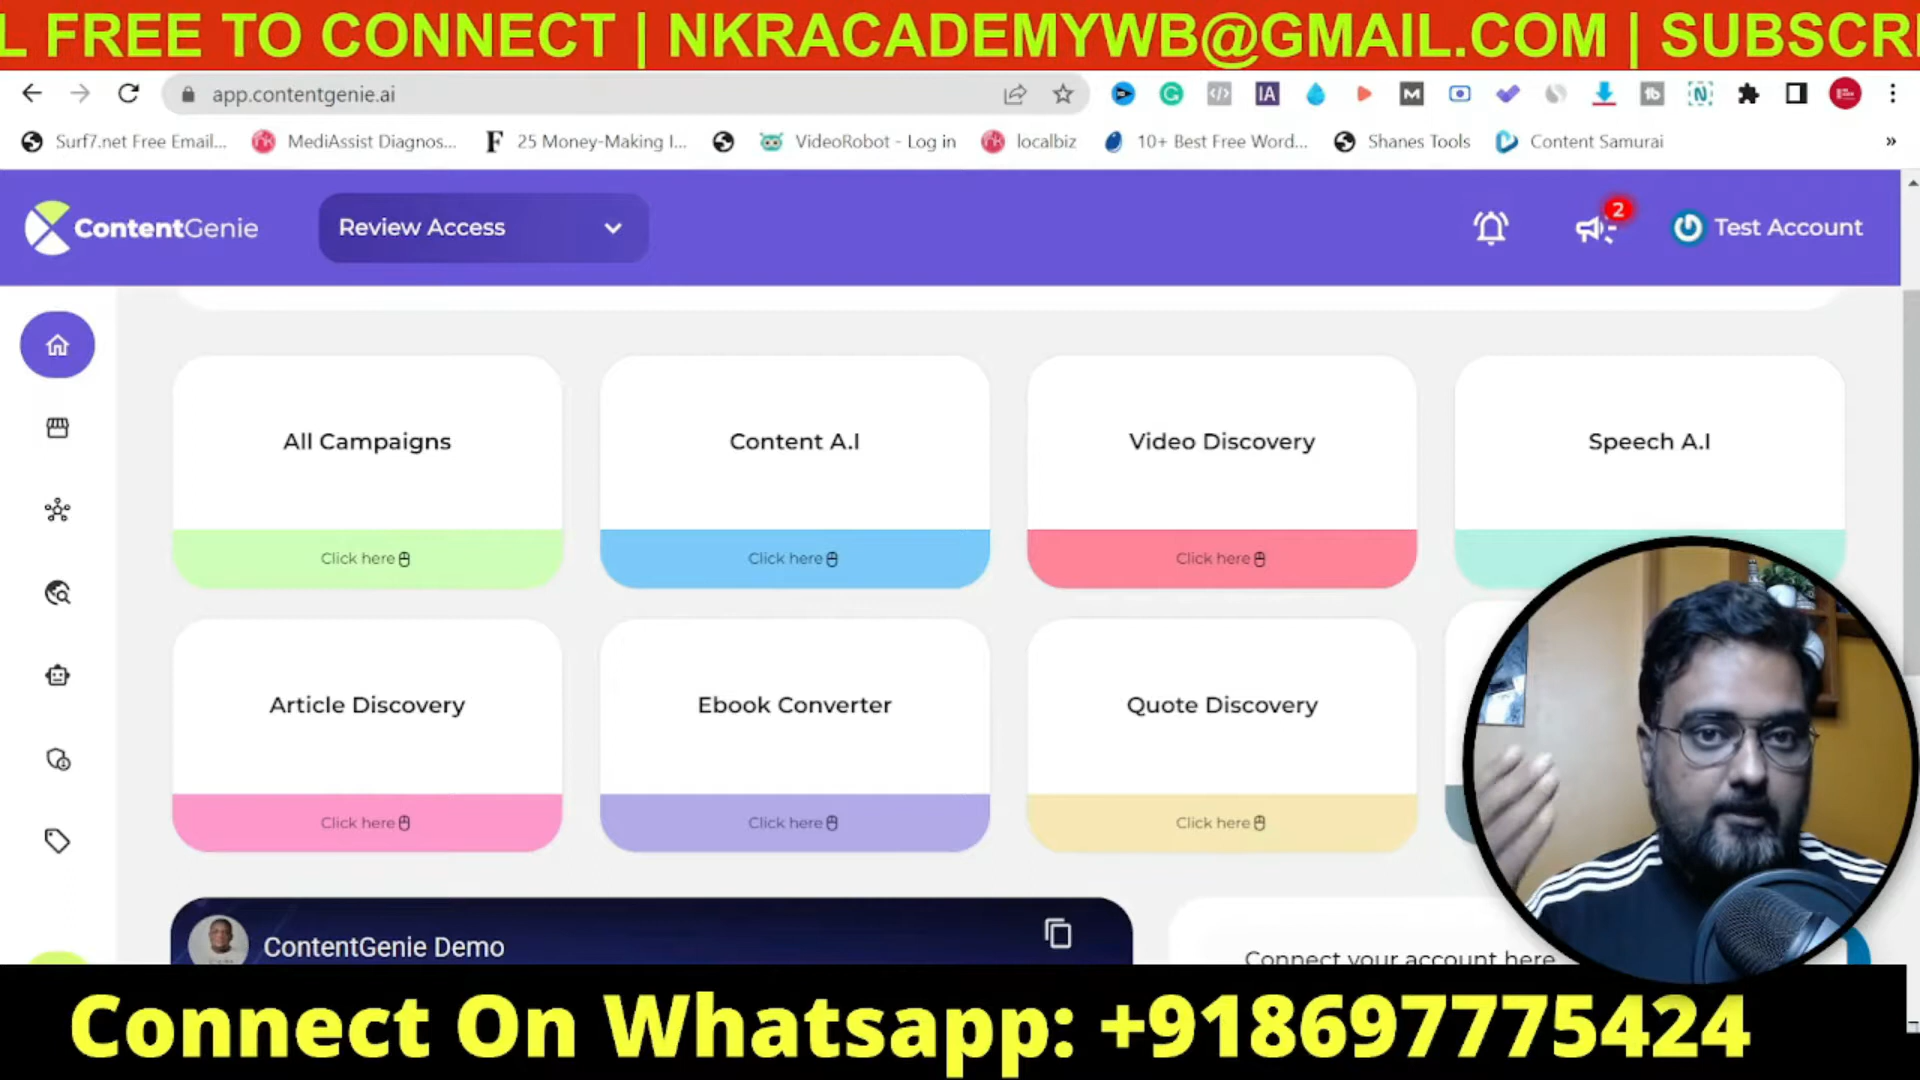 L FREE TO CONNECT | NKRACADEMYWB@GMAIL.COM | SUBSCRI
app.contentgenie.ai
Surf7.net Free Email... MediAssist Diagnos... 25 Money-Making I... VideoRobot - Log in localbiz 10+ Best Free Word... Shanes Tools Content Samurai »
ContentGenie Review Access 2 Test Account
All Campaigns Content A.I Video Discovery Speech A.I
Click here Click here Click here
Article Discovery Ebook Converter Quote Discovery
Click here Click here Click here
ContentGenie Demo
Connect your account here
Connect On Whatsapp: +918697775424